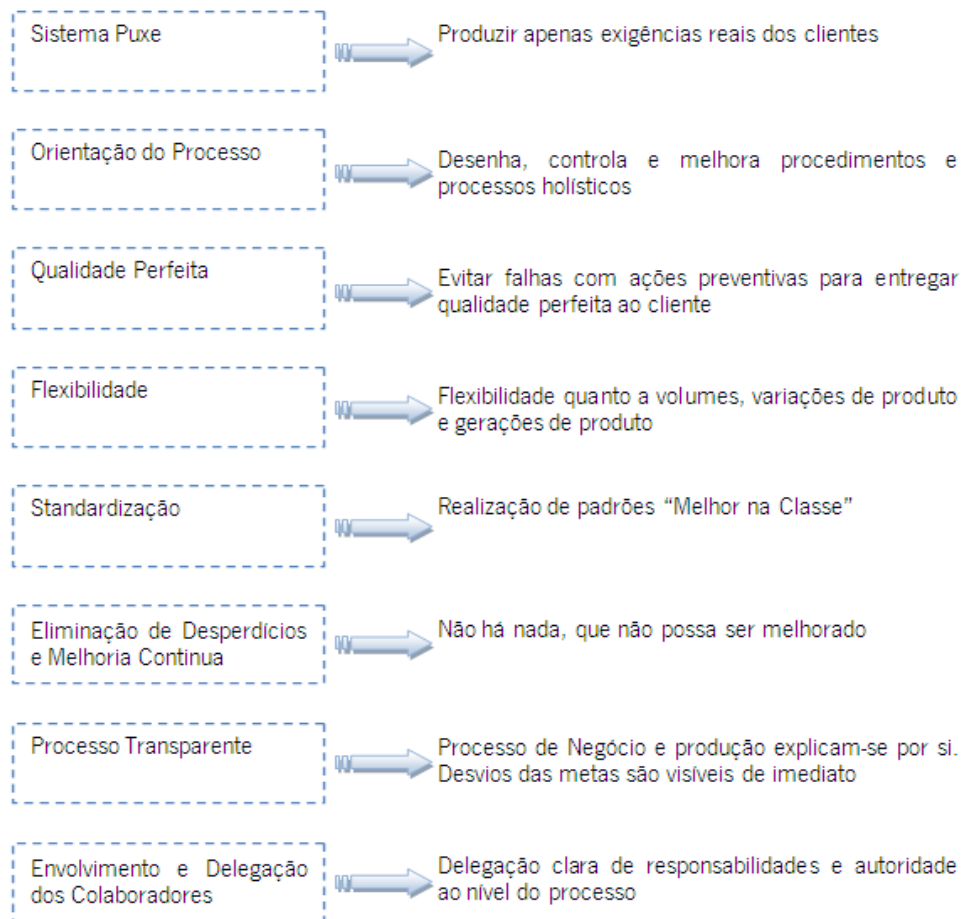 Sistema Puxe
Produzir apenas exigências reais dos clientes
Orientação do Processo
Desenha, controla e melhora procedimentos e
processos holísticos
Qualidade Perfeita
Evitar falhas com ações preventivas para entregar
qualidade perfeita ao cliente
Flexibilidade
Flexibilidade quanto a volumes, variações de produto
e gerações de produto
Standardização
Realização de padrões “Melhor na Classe”
Eliminação de Desperdícios
e Melhoria Continua
Não há nada, que não possa ser melhorado
Processo Transparente
Processo de Negócio e produção explicam-se por si.
Desvios das metas são visíveis de imediato
Envolvimento e Delegação
dos Colaboradores
Delegação clara de responsabilidades e autoridade
ao nível do processo